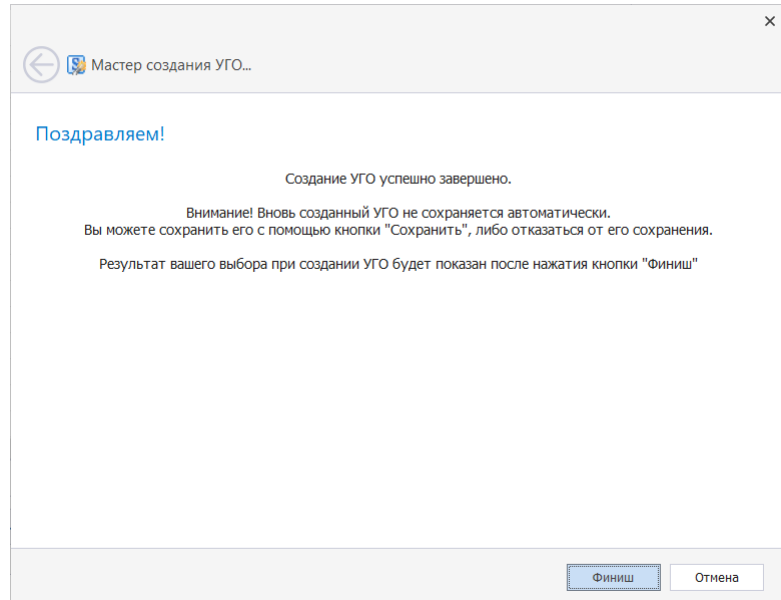 Мастер создания УГО...
Поздравляем!
Создание УГО успешно завершено.
Внимание! Вновь созданный УГО не сохраняется автоматически.
Вы можете сохранить его с помощью кнопки "Сохранить", либо отказаться от его сохранения.
Результат вашего выбора при создании УГО будет показан после нажатия кнопки "Финиш"
Финиш
Отмена